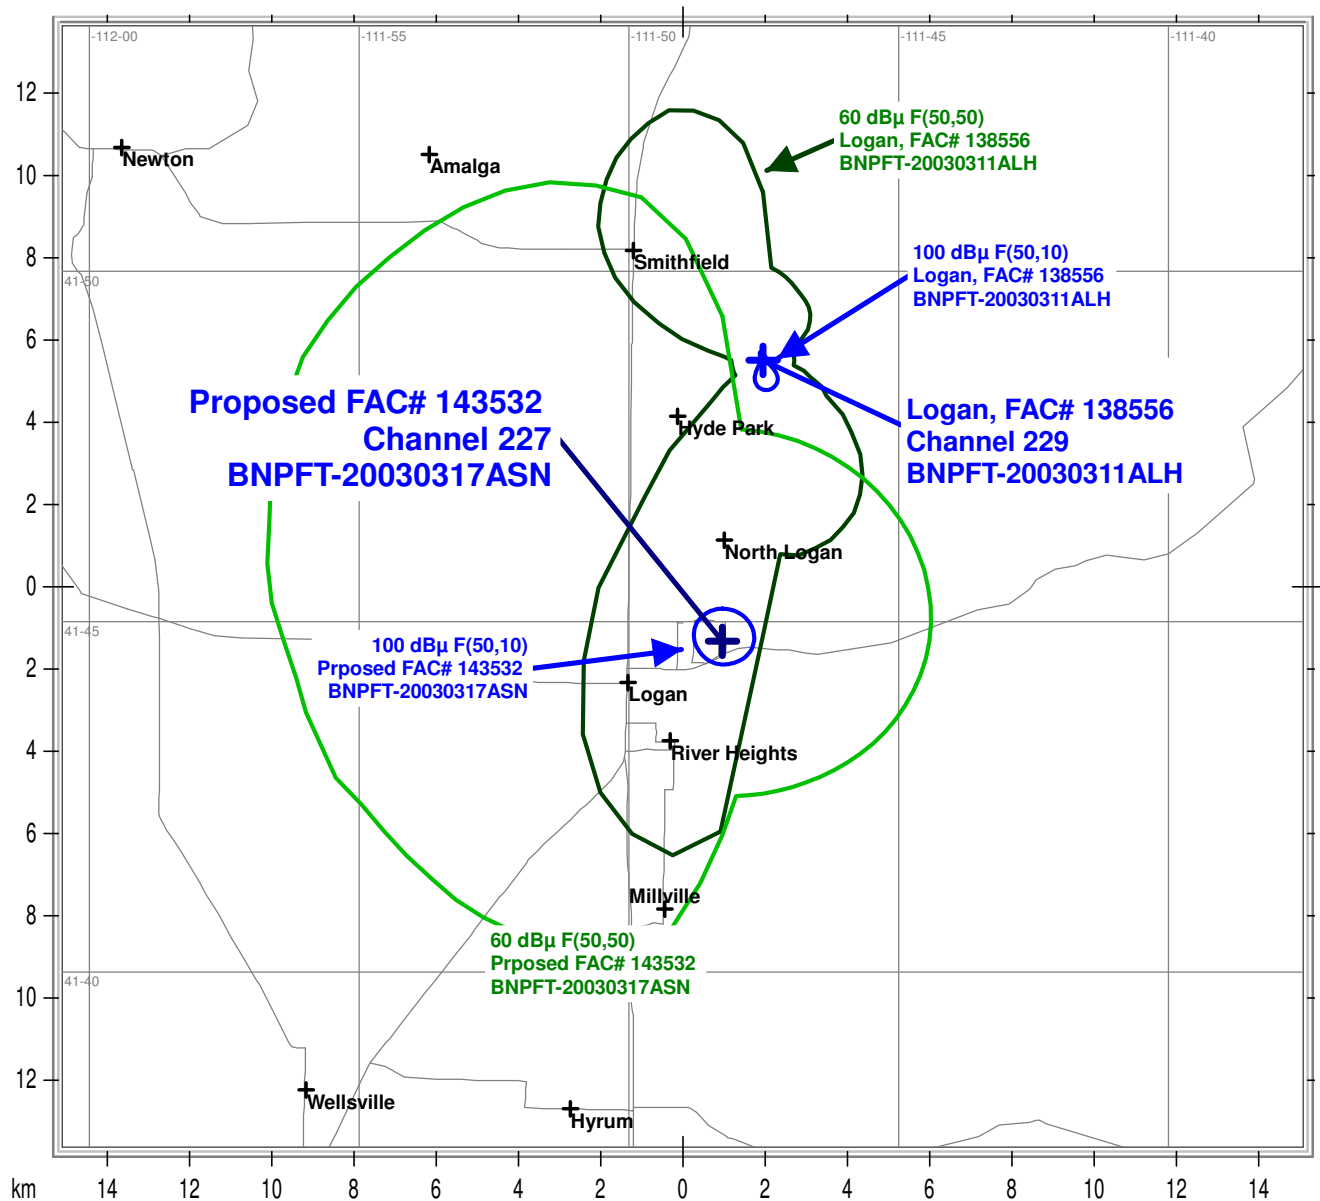 -112-00
-111-55
-111-50
-111-45
-111-40
12
60 dBµ F(50,50)
Logan, FAC# 138556
BNPFT-20030311ALH
Newton
Amalga
10
8
Smithfield
100 dBµ F(50,10)
Logan, FAC# 138556
BNPFT-20030311ALH
41-50
6
Proposed FAC# 143532
Channel 227
BNPFT-20030317ASN
4
Hyde Park
Logan, FAC# 138556
Channel 229
BNPFT-20030311ALH
2
North Logan
0
41-45
100 dBµ F(50,10)
Prposed FAC# 143532
BNPFT-20030317ASN
2
Logan
4
River Heights
6
Millville
8
60 dBµ F(50,50)
Prposed FAC# 143532
BNPFT-20030317ASN
41-40
10
12
Wellsville
Hyrum
km 14 12 10 8 6 4 2 0 2 4 6 8 10 12 14